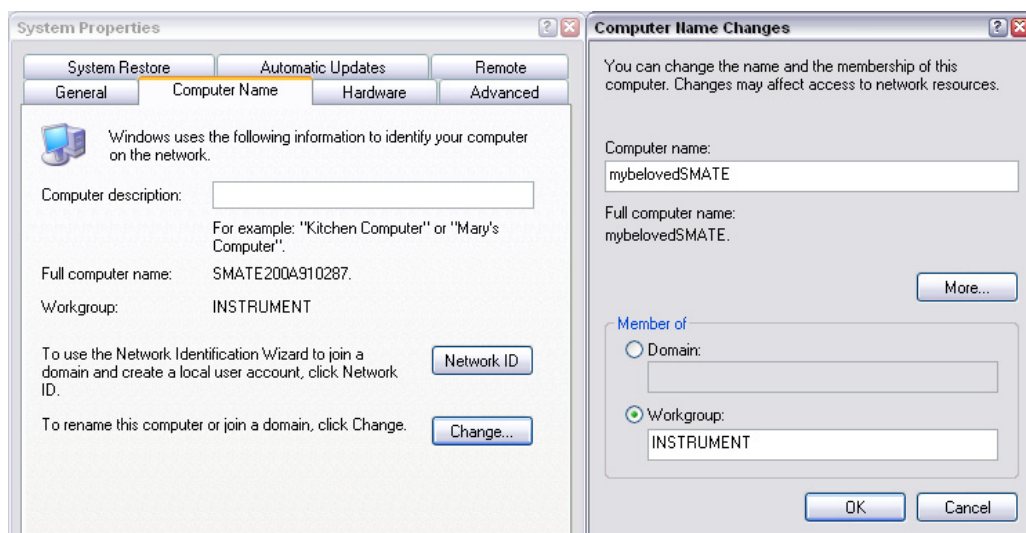 System Properties
System Restore
Automatic Updates
Remote
General
Computer Name
Hardware
Advanced
Windows uses the following information to identify your computer
on the network.
Computer description:
For example: "Kitchen Computer" or "Mary's
Computer".
Full computer name:
SMATE200A910287.
Workgroup:
INSTRUMENT
To use the Network Identification Wizard to join a
domain and create a local user account, click Network
ID.
Network ID
To rename this computer or join a domain, click Change.
Change...
Computer Name Changes
You can change the name and the membership of this
computer. Changes may affect access to network resources.
Computer name:
mybelovedSMATE
Full computer name:
mybelovedSMATE.
More...
Member of
Domain:
Workgroup:
INSTRUMENT
OK
Cancel